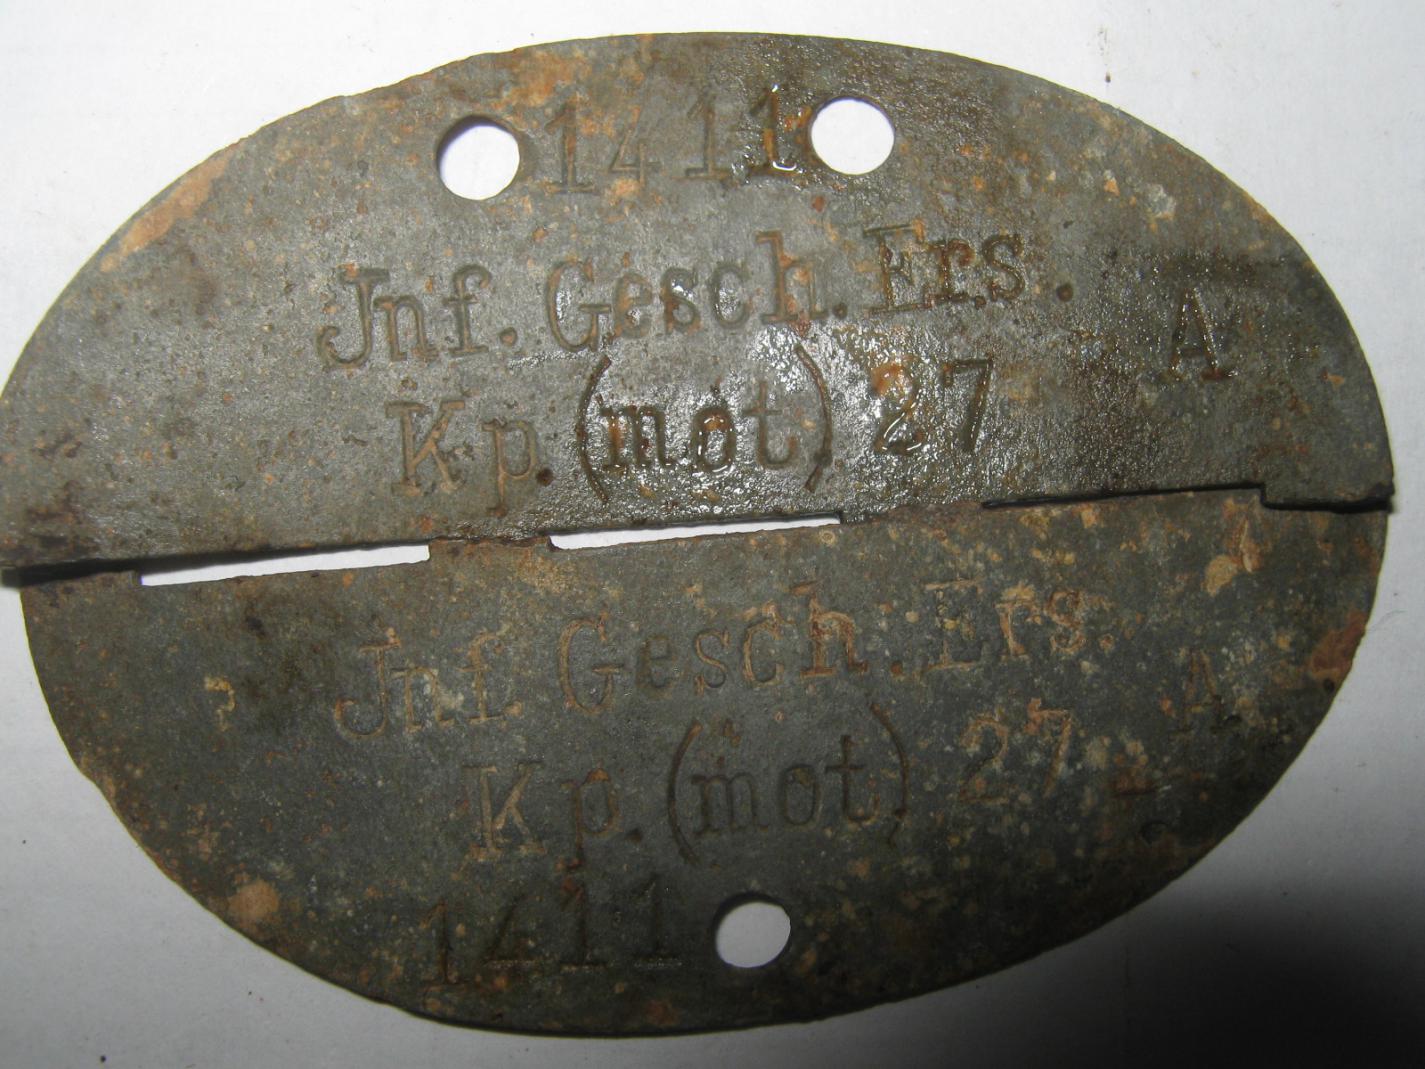 1411
Jnf. Gesch. Ers.
Kp. (mot) 27 A
Jnf. Gesch. Ers.
Kp. (mot) 27 A
1411